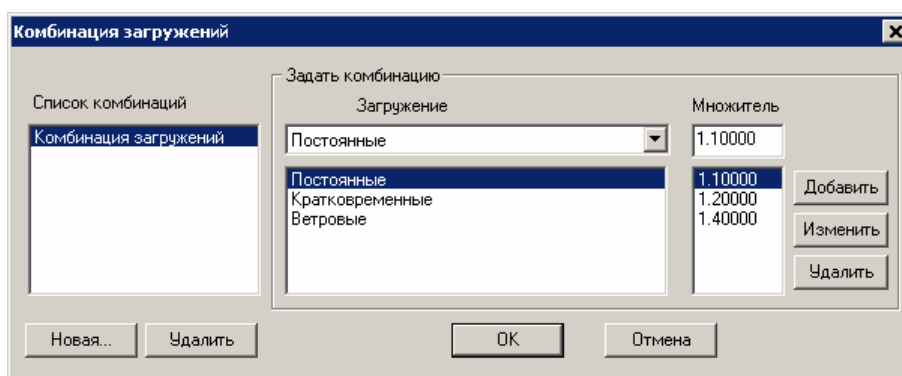 Комбинация загружений
Задать комбинацию
Список комбинаций
Загружение
Множитель
Комбинация загружений
Постоянные
1.10000
Постоянные
1.10000
Кратковременные
1.20000
Ветровые
1.40000
Добавить
Изменить
Удалить
Новая...
Удалить
OK
Отмена